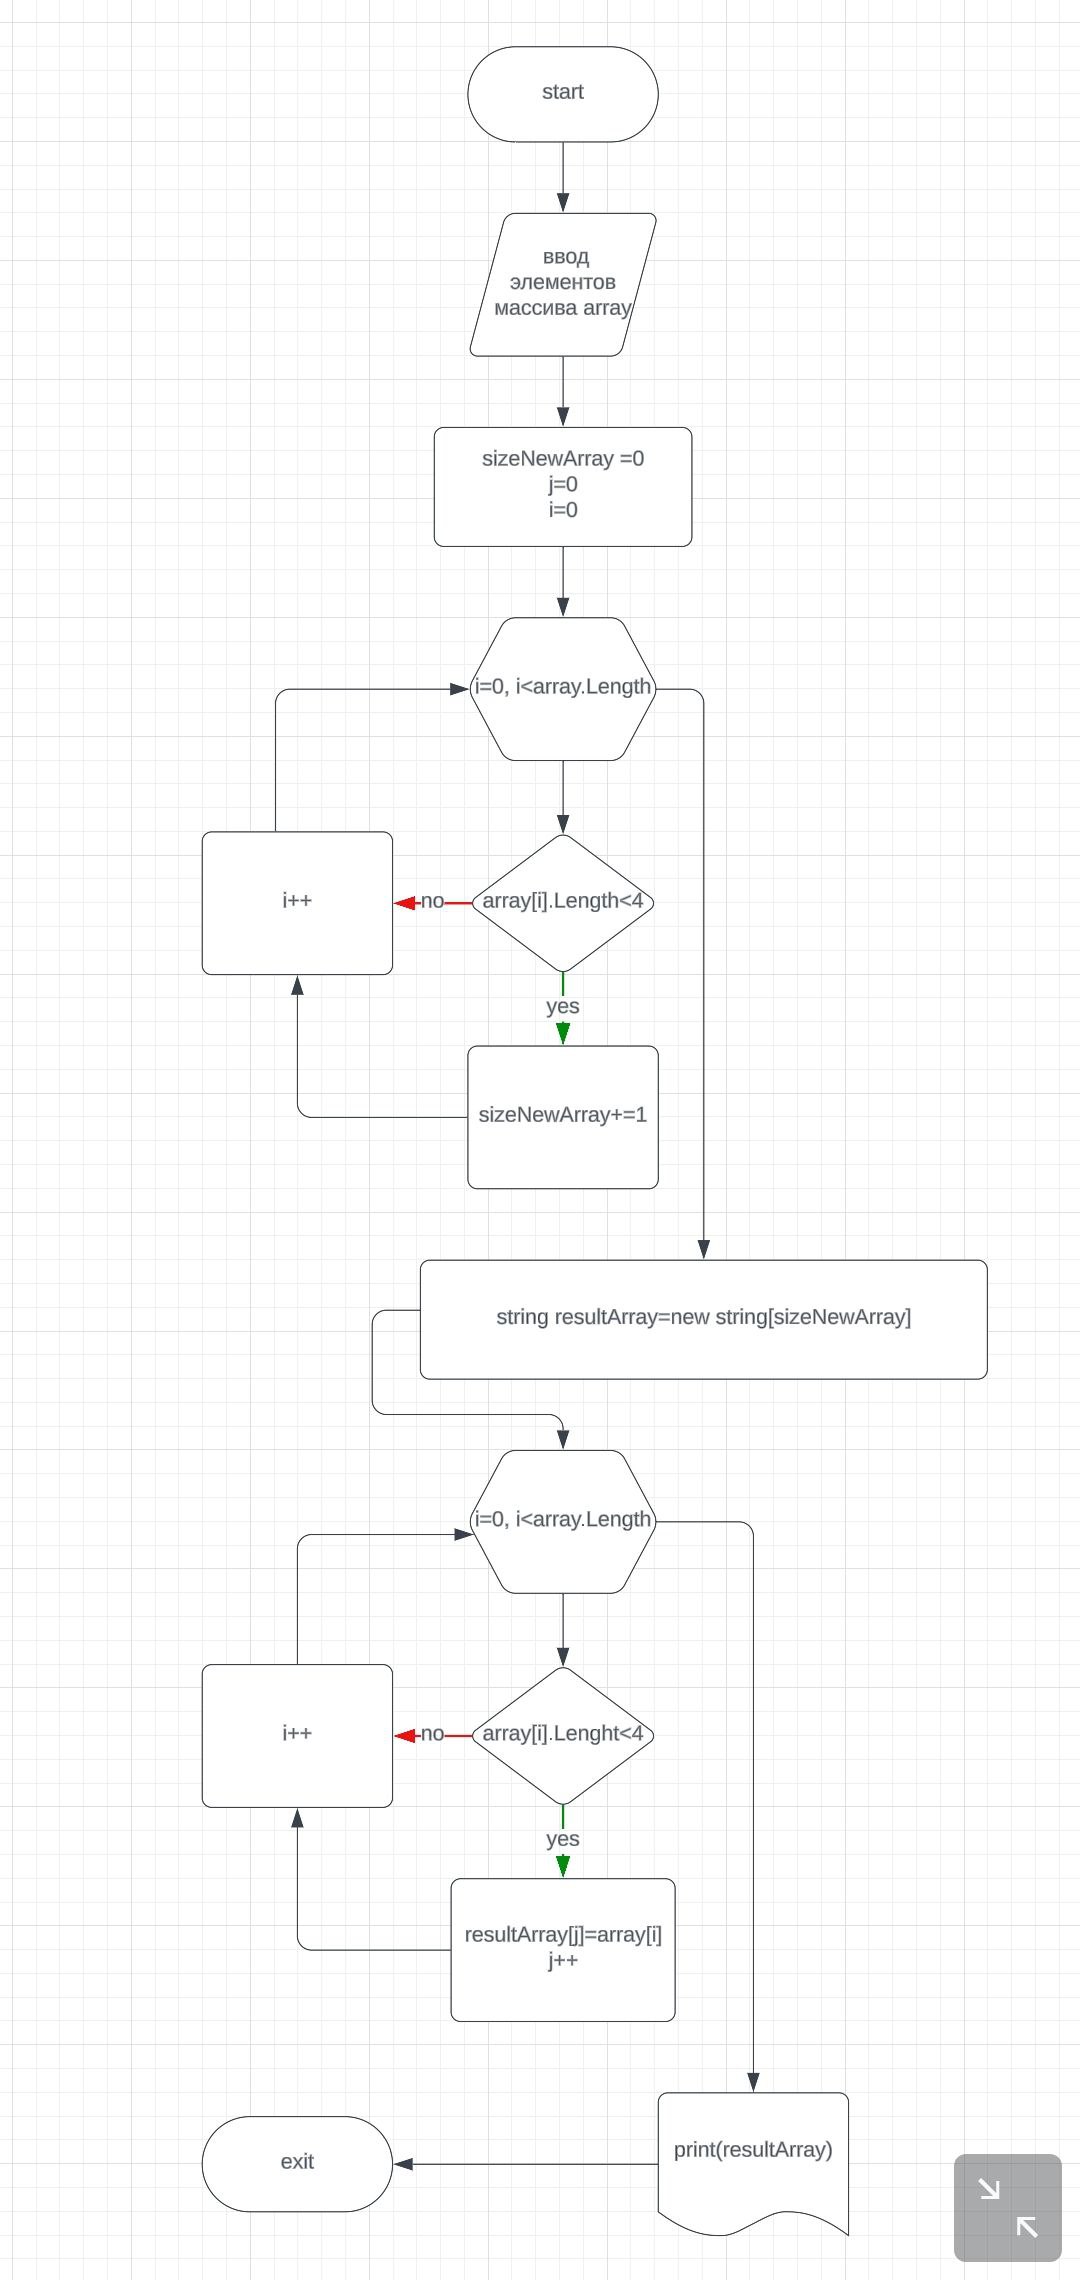 start
ввод
элементов
массива array
sizeNewArray =0
j=0
i=0
i=0, i<array.Length
i++
no
array[i].Length<4
yes
sizeNewArray+=1
string resultArray=new string[sizeNewArray]
i=0, i<array.Length
i++
no
array[i].Lenght<4
yes
resultArray[j]=array[i]
j++
print(resultArray)
exit